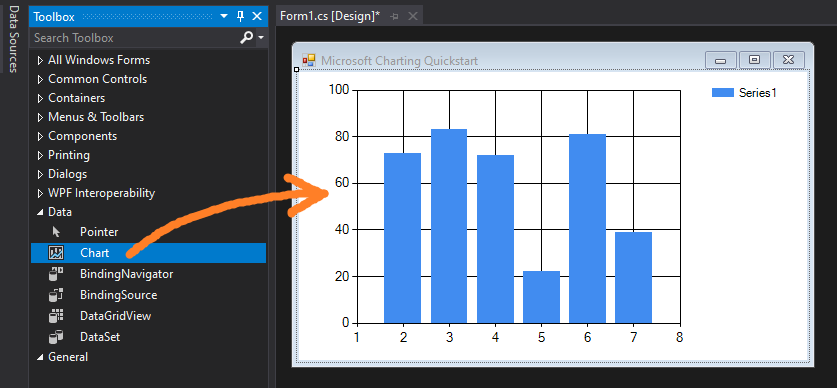 Data Sources
Toolbox
Search Toolbox
All Windows Forms
Common Controls
Containers
Menus & Toolbars
Components
Printing
Dialogs
WPF Interoperability
Data
Pointer
Chart
BindingNavigator
BindingSource
DataGridView
DataSet
General
Form1.cs [Design]*
Microsoft Charting Quickstart
100
80
60
40
20
0
1 2 3 4 5 6 7 8
Series1